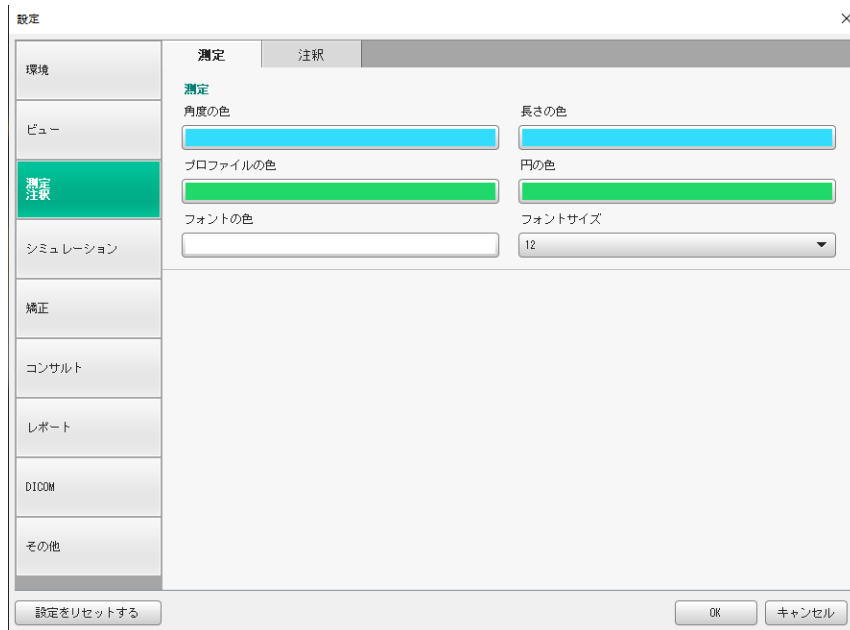 設定
環境
ビュー
測定
注釈
シミュレーション
矯正
コンサルト
レポート
DICOM
その他
測定
注釈
測定
角度の色
長さの色
プロファイルの色
円の色
フォントの色
フォントサイズ
12
設定をリセットする
OK
キャンセル